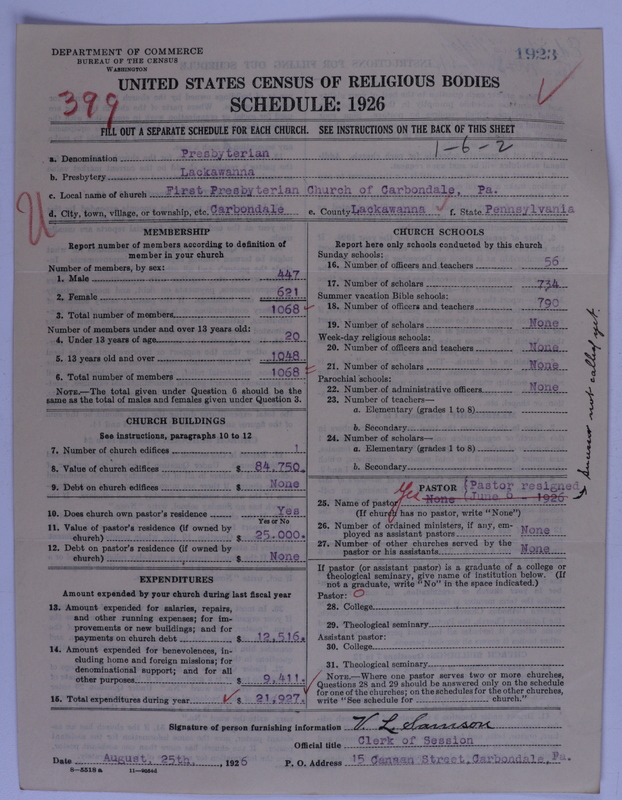 DEPARTMENT OF COMMERCE
BUREAU OF THE CENSUS
WASHINGTON
1923
UNITED STATES CENSUS OF RELIGIOUS BODIES
SCHEDULE: 1926
399
FILL OUT A SEPARATE SCHEDULE FOR EACH CHURCH. SEE INSTRUCTIONS ON THE BACK OF THIS SHEET
1-6-2
a. Denomination Presbyterian
b. Presbytery Lackawanna
c. Local name of church First Presbyterian Church of Carbondale, Pa.
U
d. City, town, village, or township, etc. Carbondale e. County Lackawanna f. State Pennsylvania
MEMBERSHIP
Report number of members according to definition of
member in your church
Number of members, by sex:
1. Male 447
2. Female 621
3. Total number of members 1068
Number of members under and over 13 years old:
4. Under 13 years of age 20
5. 13 years old and over 1048
6. Total number of members 1068
NOTE.—The total given under Question 6 should be the
same as the total of males and females given under Question 3.
CHURCH BUILDINGS
See instructions, paragraphs 10 to 12
7. Number of church edifices 1
8. Value of church edifices $ 84,750.
9. Debt on church edifices $ None
10. Does church own pastor's residence? Yes
Yes or No
11. Value of pastor's residence (if owned by
church) $ 25.000.
12. Debt on pastor's residence (if owned by
church) $ None
EXPENDITURES
Amount expended by your church during last fiscal year
13. Amount expended for salaries, repairs,
and other running expenses; for im-
provements or new buildings; and for
payments on church debt $ 12,516.
14. Amount expended for benevolences, in-
cluding home and foreign missions; for
denominational support; and for all
other purposes $ 9,411.
15. Total expenditures during year $ 21,927.
CHURCH SCHOOLS
Report here only schools conducted by this church
Sunday schools:
16. Number of officers and teachers 56
17. Number of scholars 734
Summer vacation Bible schools:
18. Number of officers and teachers 790
19. Number of scholars None
Week-day religious schools:
20. Number of officers and teachers None
21. Number of scholars None
Parochial schools:
22. Number of administrative officers None
23. Number of teachers—
a. Elementary (grades 1 to 8)
b. Secondary
24. Number of scholars—
a. Elementary (grades 1 to 8)
b. Secondary
PASTOR (Pastor resigned
25. Name of pastor Yes None (June 6 - 1926
(If church has no pastor, write "None")
not called yet.
26. Number of ordained ministers, if any, em-
ployed as assistant pastors None
27. Number of other churches served by the
pastor or his assistants None
If pastor (or assistant pastor) is a graduate of a college or
theological seminary, give name of institution below. (If
not a graduate, write "No" in the space indicated.)
Pastor: 0
28. College
29. Theological seminary
Assistant pastor:
30. College
31. Theological seminary
NOTE.—Where one pastor serves two or more churches,
Questions 28 and 29 should be answered only on the schedule
for one of the churches; on the schedules for the other churches,
write "See schedule for church."
Signature of person furnishing information V. L. Samson
Official title Clerk of Session
Date August, 25th, 1926 P. O. Address 15 Canaan Street, Carbondale, Pa.
8-5518 a